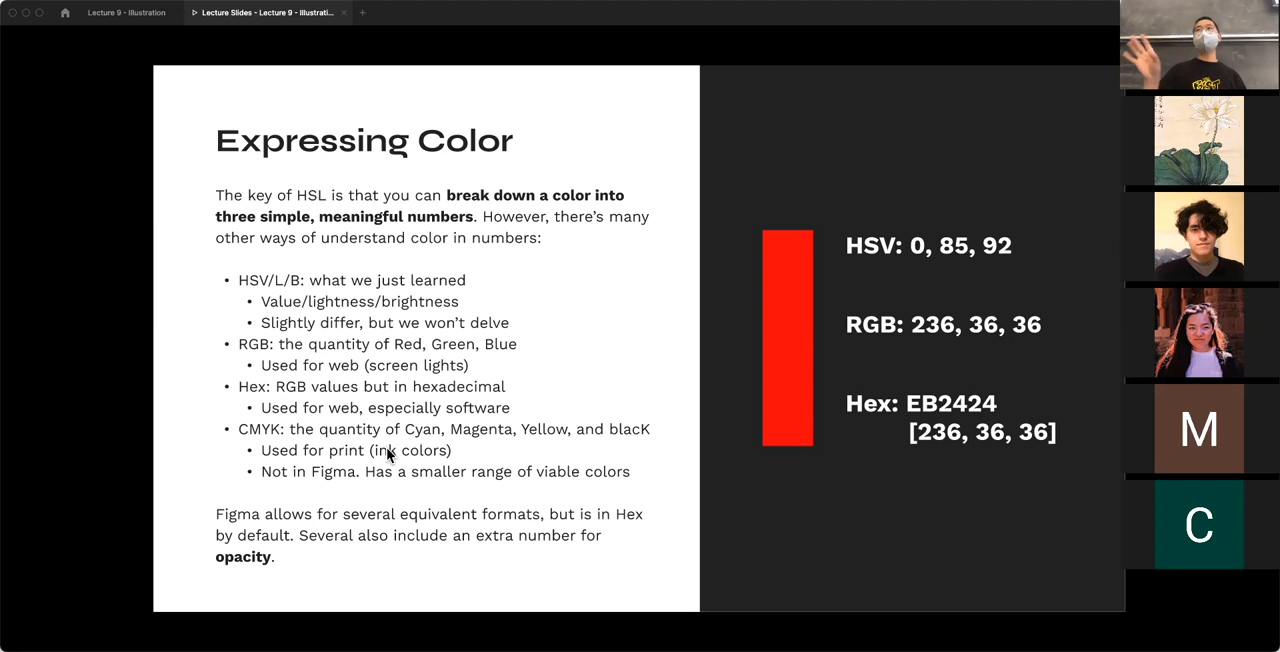 Lecture 9 - Illustration
Lecture Slides - Lecture 9 - Illustrati...
Expressing Color
The key of HSL is that you can break down a color into
three simple, meaningful numbers. However, there's many
other ways of understand color in numbers:
• HSV/L/B: what we just learned
• Value/lightness/brightness
• Slightly differ, but we won't delve
• RGB: the quantity of Red, Green, Blue
• Used for web (screen lights)
• Hex: RGB values but in hexadecimal
• Used for web, especially software
• CMYK: the quantity of Cyan, Magenta, Yellow, and blacK
• Used for print (ink colors)
• Not in Figma. Has a smaller range of viable colors
Figma allows for several equivalent formats, but is in Hex
by default. Several also include an extra number for
opacity.
HSV: 0, 85, 92
RGB: 236, 36, 36
Hex: EB2424
[236, 36, 36]
M
C